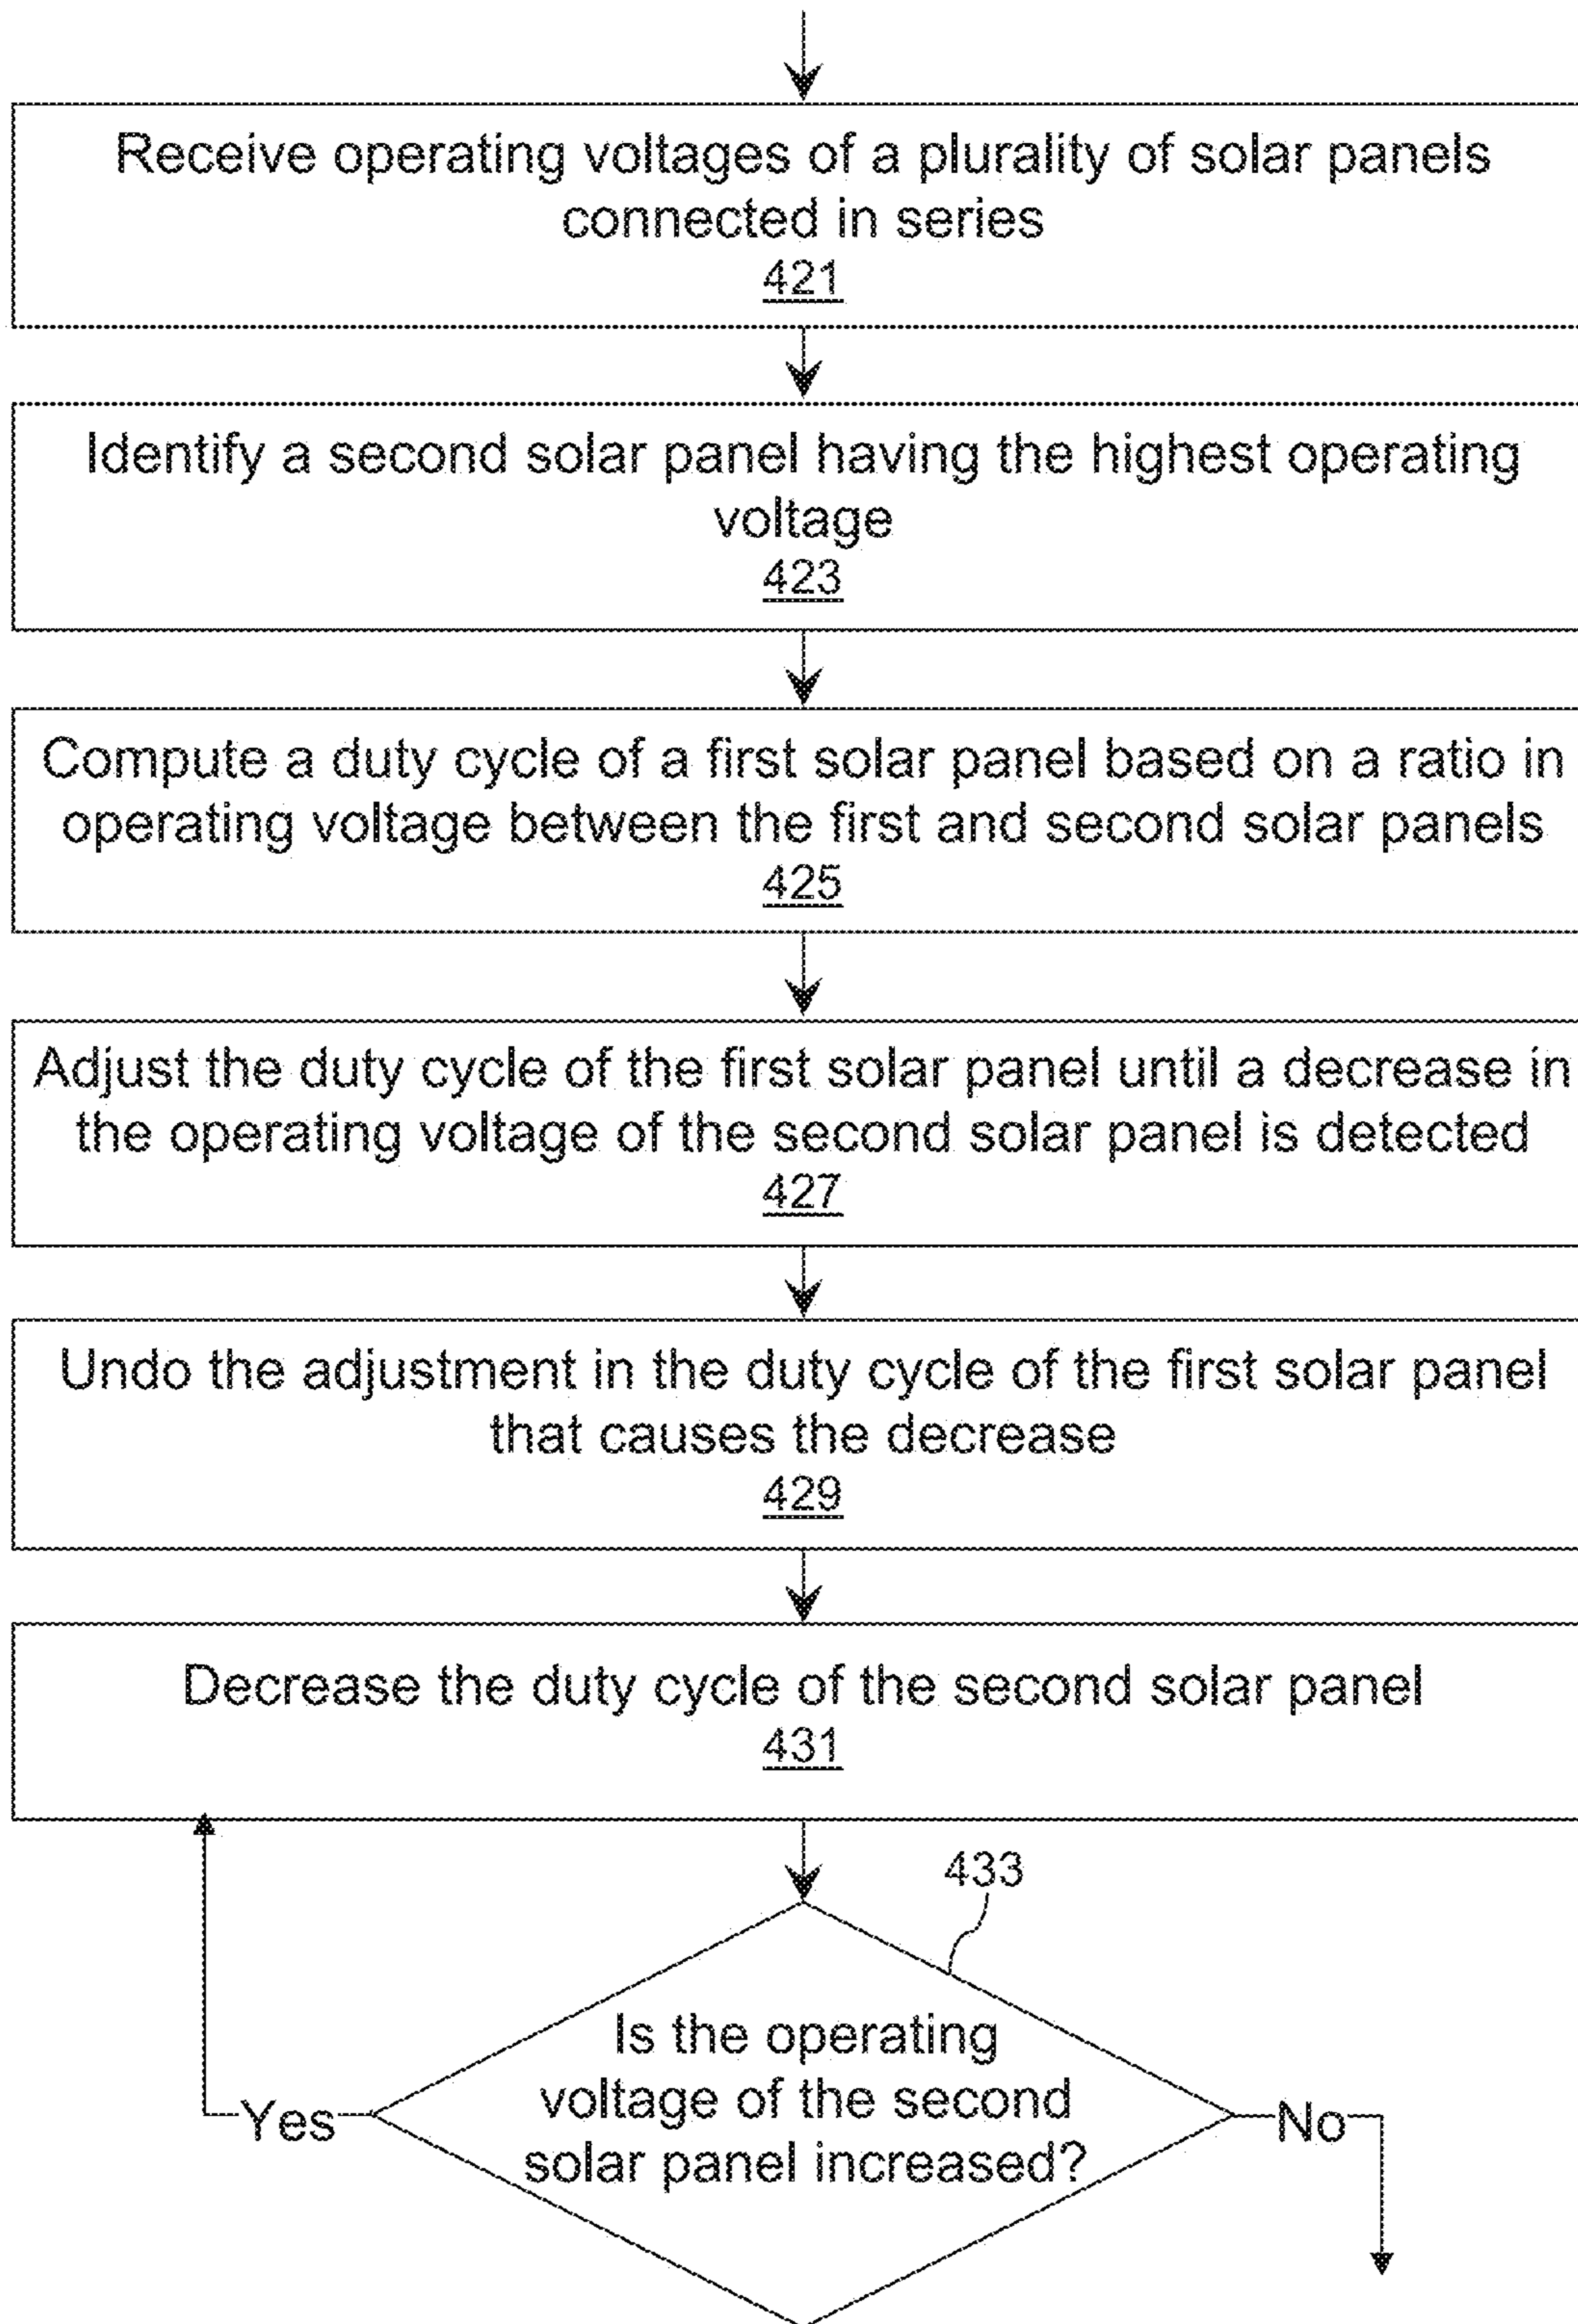 Receive operating voltages of a plurality of solar panels
connected in series
421
Identify a second solar panel having the highest operating
voltage
423
Compute a duty cycle of a first solar panel based on a ratio in
operating voltage between the first and second solar panels
425
Adjust the duty cycle of the first solar panel until a decrease in
the operating voltage of the second solar panel is detected
427
Undo the adjustment in the duty cycle of the first solar panel
that causes the decrease
429
Decrease the duty cycle of the second solar panel
431
433
Is the operating
voltage of the second
solar panel increased?
Yes
No